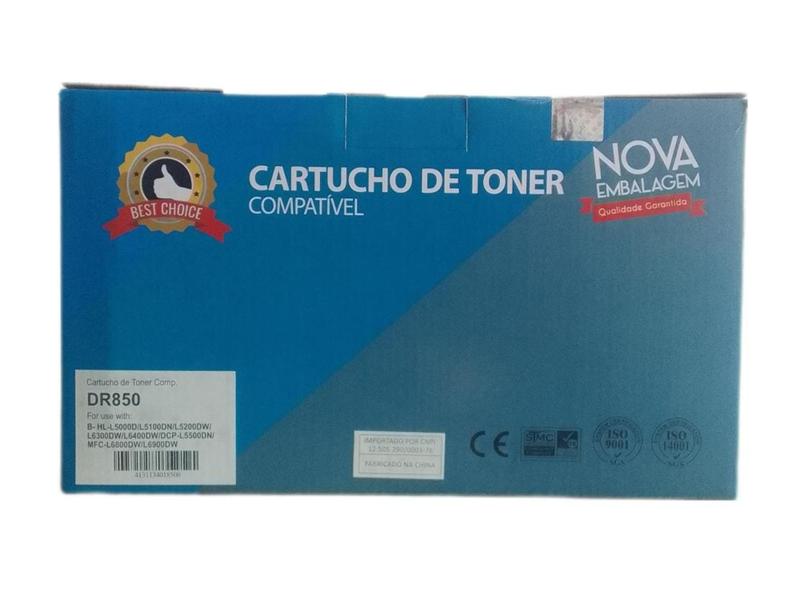 BEST CHOICE
CARTUCHO DE TONER
COMPATÍVEL
NOVA
EMBALAGEM
Qualidade Garantida
Cartucho de Toner Comp.
DR850
For use with:
B- HL-L5000D/L5100DN/L5200DW/
L6300DW/L6400DW/DCP-L5500DN/
MFC-L6800DW/L6900DW
IMPORTADO POR CNPJ
FABRICADO NA CHINA
CE
STMC
ISO
9001
ISO
14001
SGS